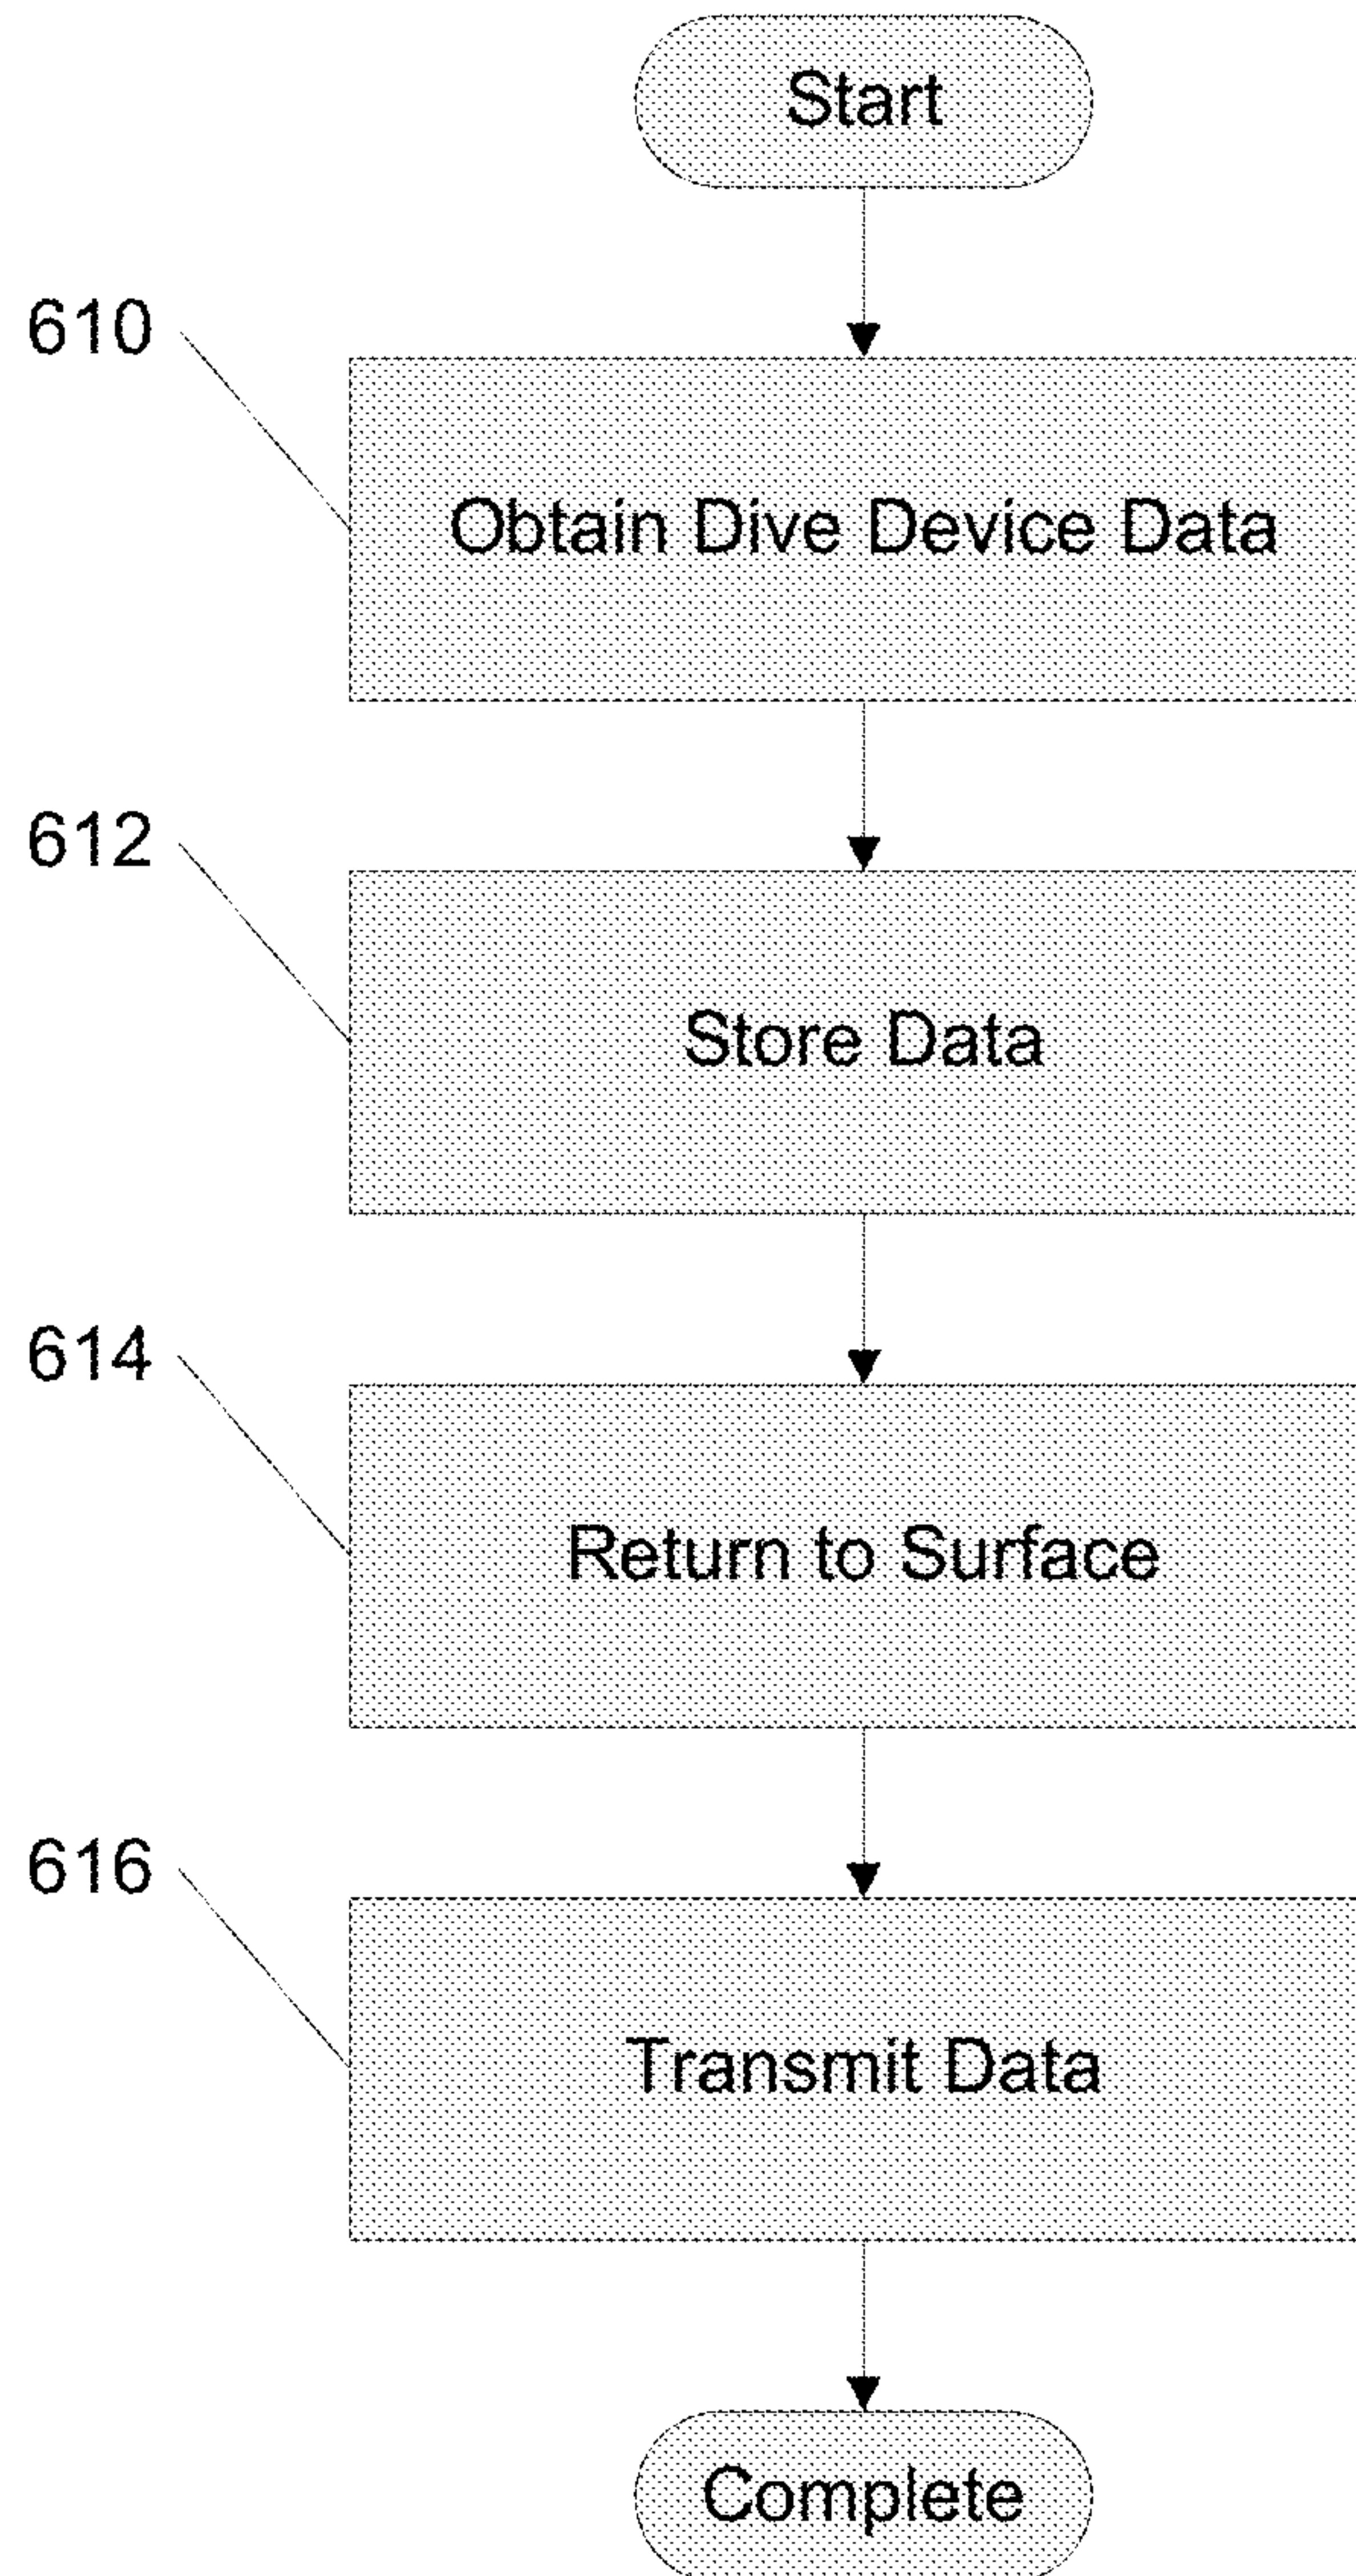 Start
610
Obtain Dive Device Data
612
Store Data
614
Return to Surface
616
Transmit Data
Complete